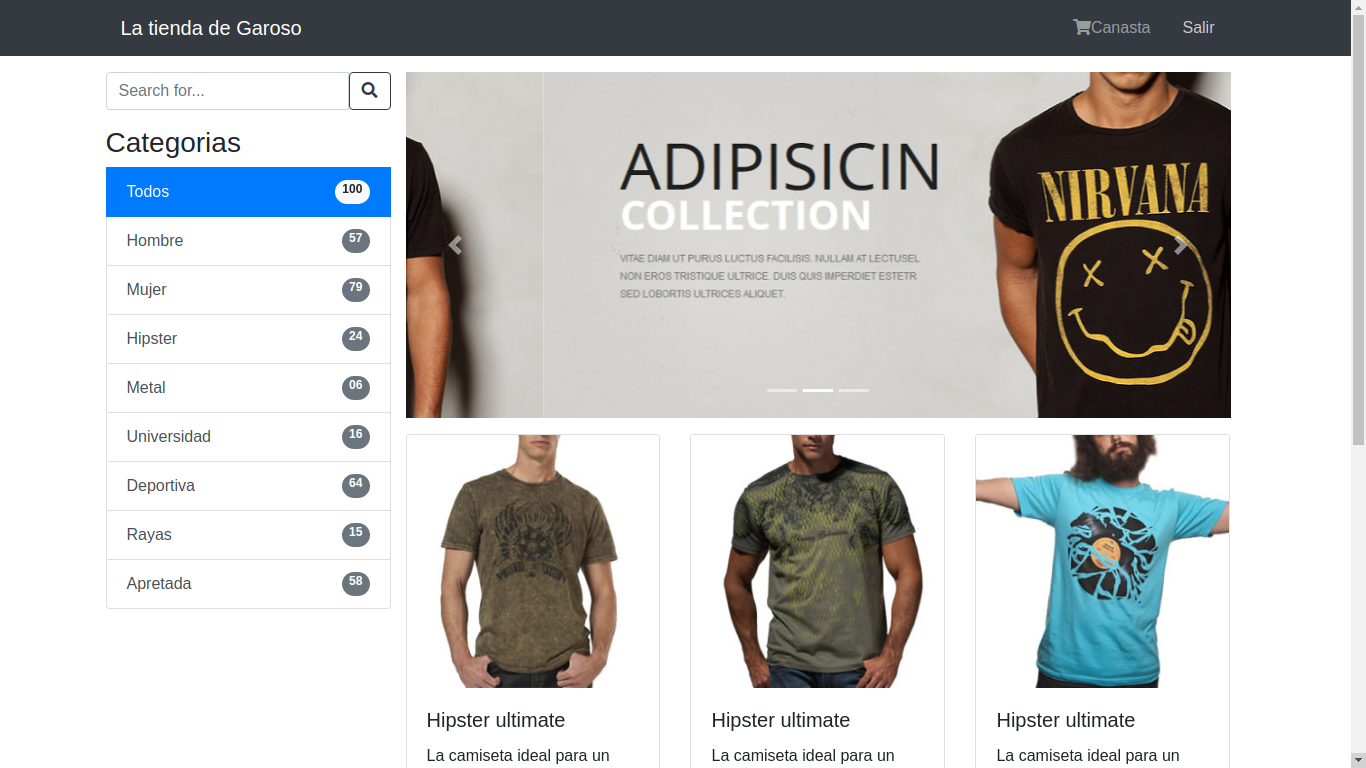 La tienda de Garoso
Canasta
Salir
Search for...
Categorias
Todos 100
Hombre 57
Mujer 79
Hipster 24
Metal 06
Universidad 16
Deportiva 64
Rayas 15
Apretada 58
ADIPISICIN
COLLECTION
VITAE DIAM UT PURUS LUCTUS FACILISIS. NULLAM AT LECTUSEL
NON EROS TRISTIQUE ULTRICE. DUIS QUIS IMPERDIET ESTETR
SED LOBORTIS ULTRICES ALIQUET.
NIRVANA
Hipster ultimate
La camiseta ideal para un
Hipster ultimate
La camiseta ideal para un
Hipster ultimate
La camiseta ideal para un